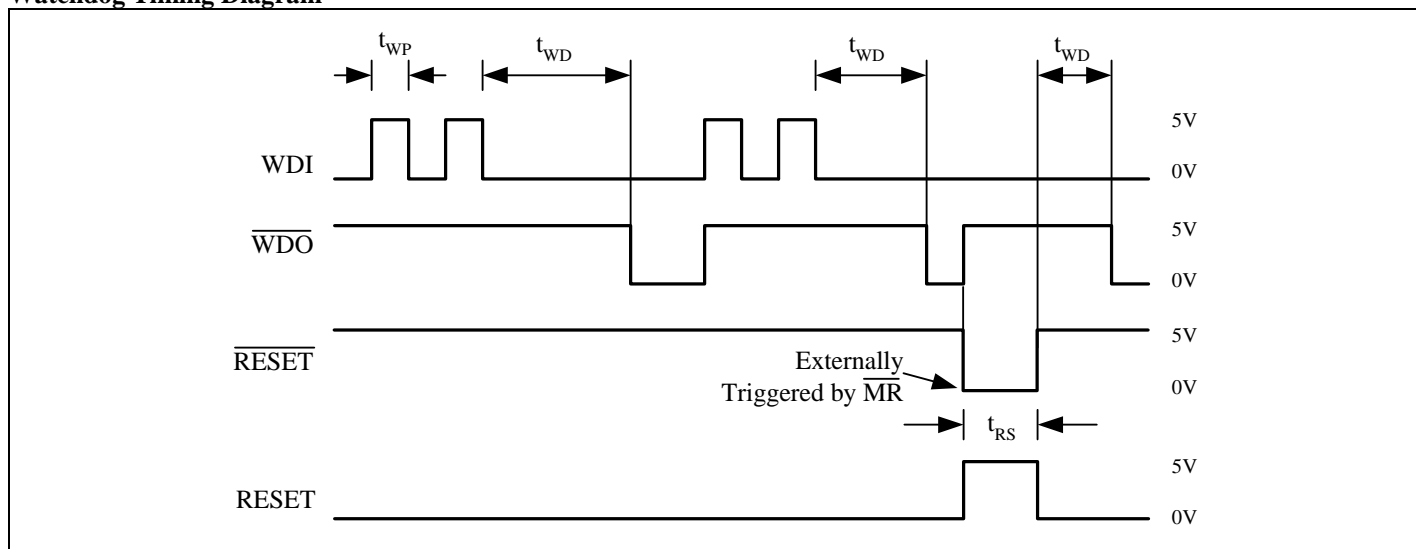 Watchdog Timing Diagram
tWP
tWD
tWD
tWD
WDI
5V
0V
WDO
5V
0V
RESET
5V
0V
Externally
Triggered by MR
tRS
RESET
5V
0V